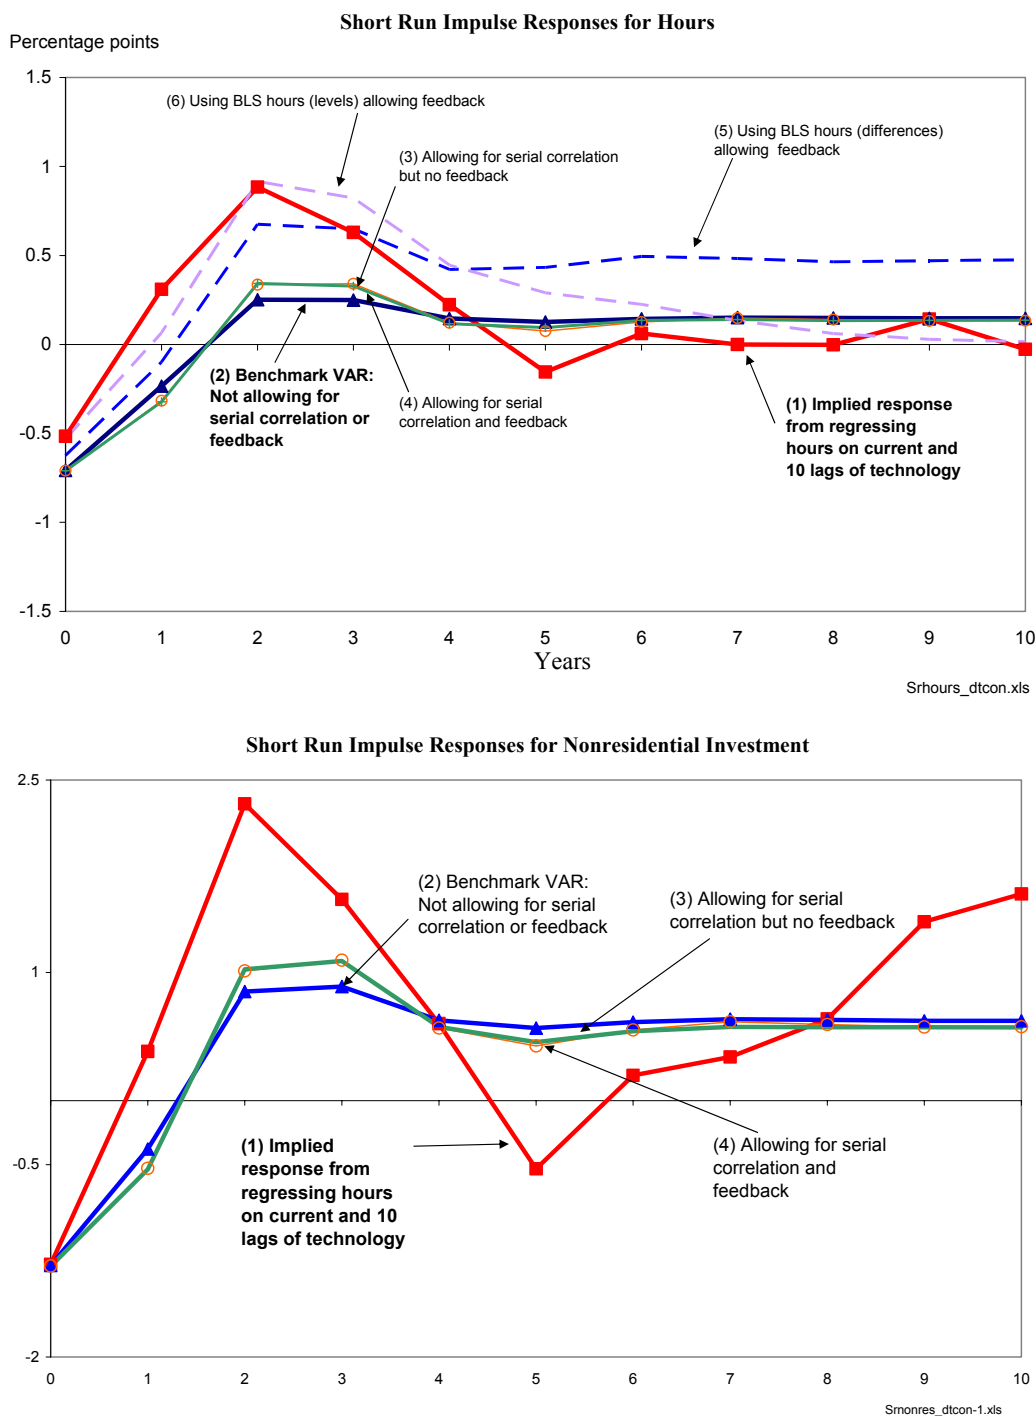 Short Run Impulse Responses for Hours
Percentage points
1.5
1
0.5
0
-0.5
-1
-1.5
(6) Using BLS hours (levels) allowing feedback
(5) Using BLS hours (differences)
allowing feedback
(3) Allowing for serial correlation
but no feedback
(2) Benchmark VAR:
Not allowing for
serial correlation or
feedback
(4) Allowing for serial
correlation and feedback
(1) Implied response
from regressing
hours on current and
10 lags of technology
0 1 2 3 4 5 6 7 8 9 10
Years
Srhours_dtcon.xls
Short Run Impulse Responses for Nonresidential Investment
2.5
1
-0.5
-2
(2) Benchmark VAR:
Not allowing for serial
correlation or feedback
(3) Allowing for serial
correlation but no feedback
(1) Implied
response from
regressing hours
on current and 10
lags of technology
(4) Allowing for serial
correlation and
feedback
0 1 2 3 4 5 6 7 8 9 10
Srnonres_dtcon-1.xls